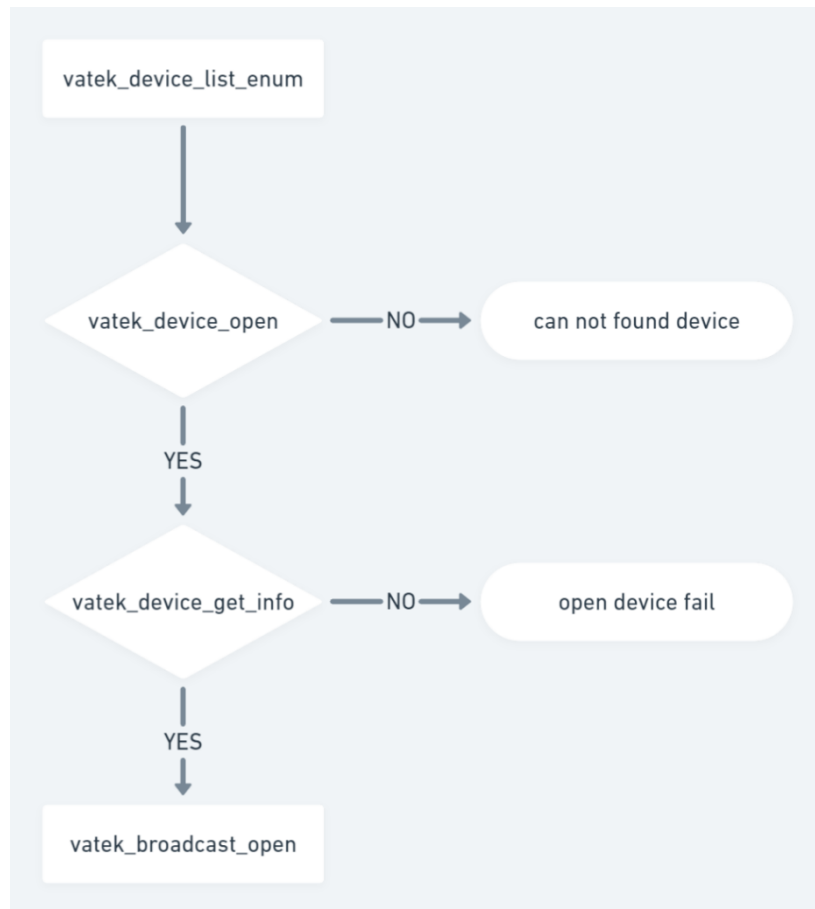 vatek_device_list_enum
vatek_device_open
NO
can not found device
YES
vatek_device_get_info
NO
open device fail
YES
vatek_broadcast_open